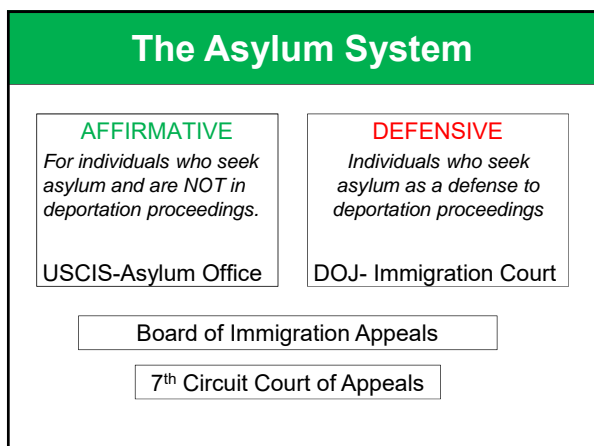 The Asylum System
AFFIRMATIVE
For individuals who seek
asylum and are NOT in
deportation proceedings.
USCIS-Asylum Office
DEFENSIVE
Individuals who seek
asylum as a defense to
deportation proceedings
DOJ- Immigration Court
Board of Immigration Appeals
7th Circuit Court of Appeals